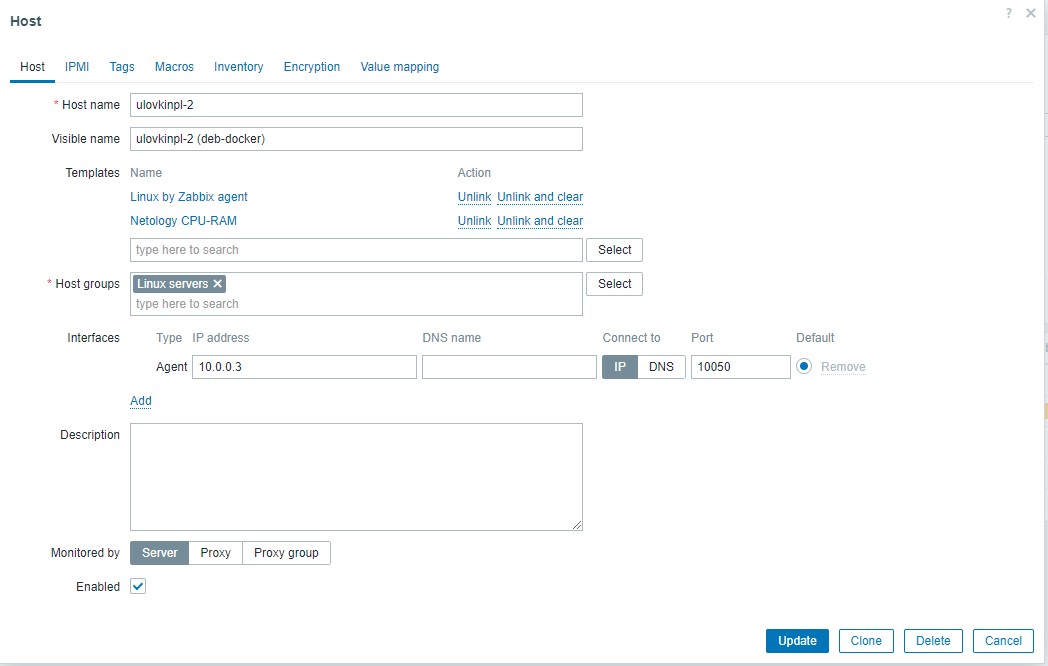 Host ? ×
Host IPMI Tags Macros Inventory Encryption Value mapping
* Host name ulovkinpl-2
Visible name ulovkinpl-2 (deb-docker)
Templates Name Action
Linux by Zabbix agent Unlink Unlink and clear
Netology CPU-RAM Unlink Unlink and clear
type here to search Select
* Host groups Linux servers × Select
type here to search
Interfaces Type IP address DNS name Connect to Port Default
Agent 10.0.0.3 IP DNS 10050 Remove
Add
Description
Monitored by Server Proxy Proxy group
Enabled
Update Clone Delete Cancel